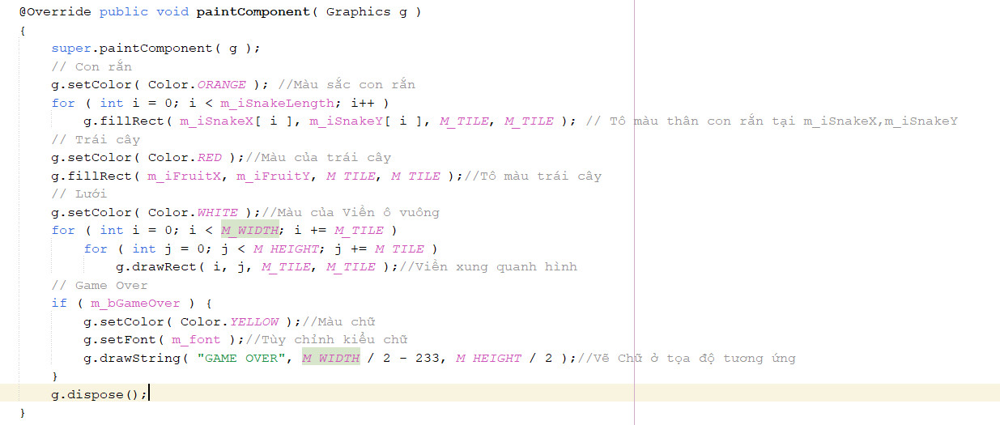 @Override public void paintComponent( Graphics g )
{
super.paintComponent( g );
// Con rắn
g.setColor( Color.ORANGE ); //Màu sắc con rắn
for ( int i = 0; i < m_iSnakeLength; i++ )
g.fillRect( m_iSnakeX[ i ], m_iSnakeY[ i ], M_TILE, M_TILE ); // Tô màu thân con rắn tại m_iSnakeX,m_iSnakeY
// Trái cây
g.setColor( Color.RED );//Màu của trái cây
g.fillRect( m_iFruitX, m_iFruitY, M_TILE, M_TILE );//Tô màu trái cây
// Lưới
g.setColor( Color.WHITE );//Màu của Viền ô vuông
for ( int i = 0; i < M_WIDTH; i += M_TILE )
for ( int j = 0; j < M_HEIGHT; j += M_TILE )
g.drawRect( i, j, M_TILE, M_TILE );//Viền xung quanh hình
// Game Over
if ( m_bGameOver ) {
g.setColor( Color.YELLOW );//Màu chữ
g.setFont( m_font );//Tùy chỉnh kiểu chữ
g.drawString( "GAME OVER", M_WIDTH / 2 - 233, M_HEIGHT / 2 );//Vẽ Chữ ở tọa độ tương ứng
}
g.dispose();
}